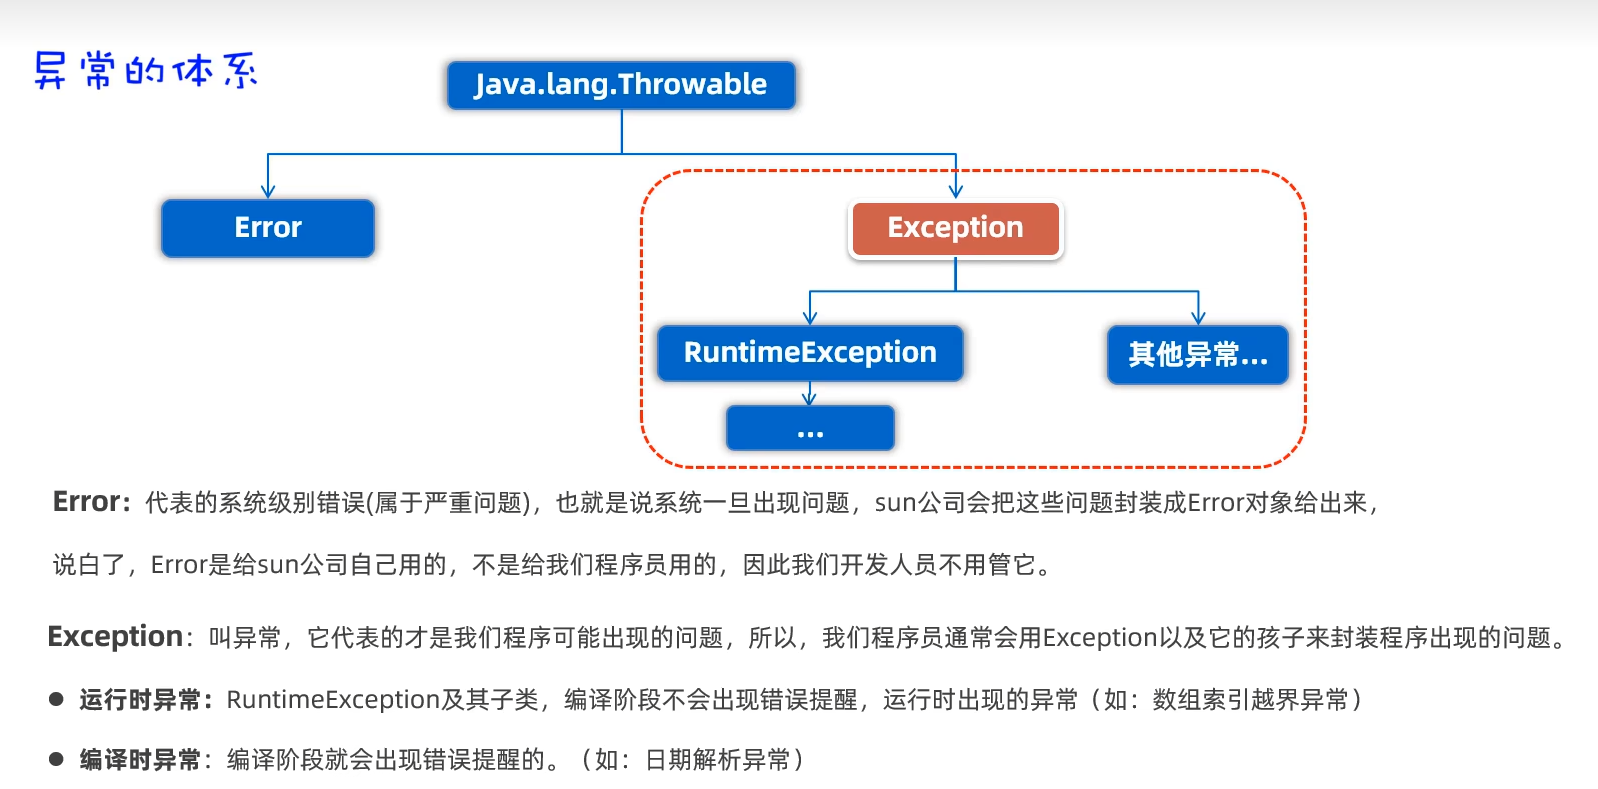 异常的体系
Java.lang.Throwable
Error
Exception
RuntimeException
其他异常...
...
Error：代表的系统级别错误(属于严重问题)，也就是说系统一旦出现问题，sun公司会把这些问题封装成Error对象给出来，
说白了，Error是给sun公司自己用的，不是给我们程序员用的，因此我们开发人员不用管它。
Exception：叫异常，它代表的才是我们程序可能出现的问题，所以，我们程序员通常会用Exception以及它的孩子来封装程序出现的问题。
● 运行时异常：RuntimeException及其子类，编译阶段不会出现错误提醒，运行时出现的异常（如：数组索引越界异常）
● 编译时异常：编译阶段就会出现错误提醒的。（如：日期解析异常）